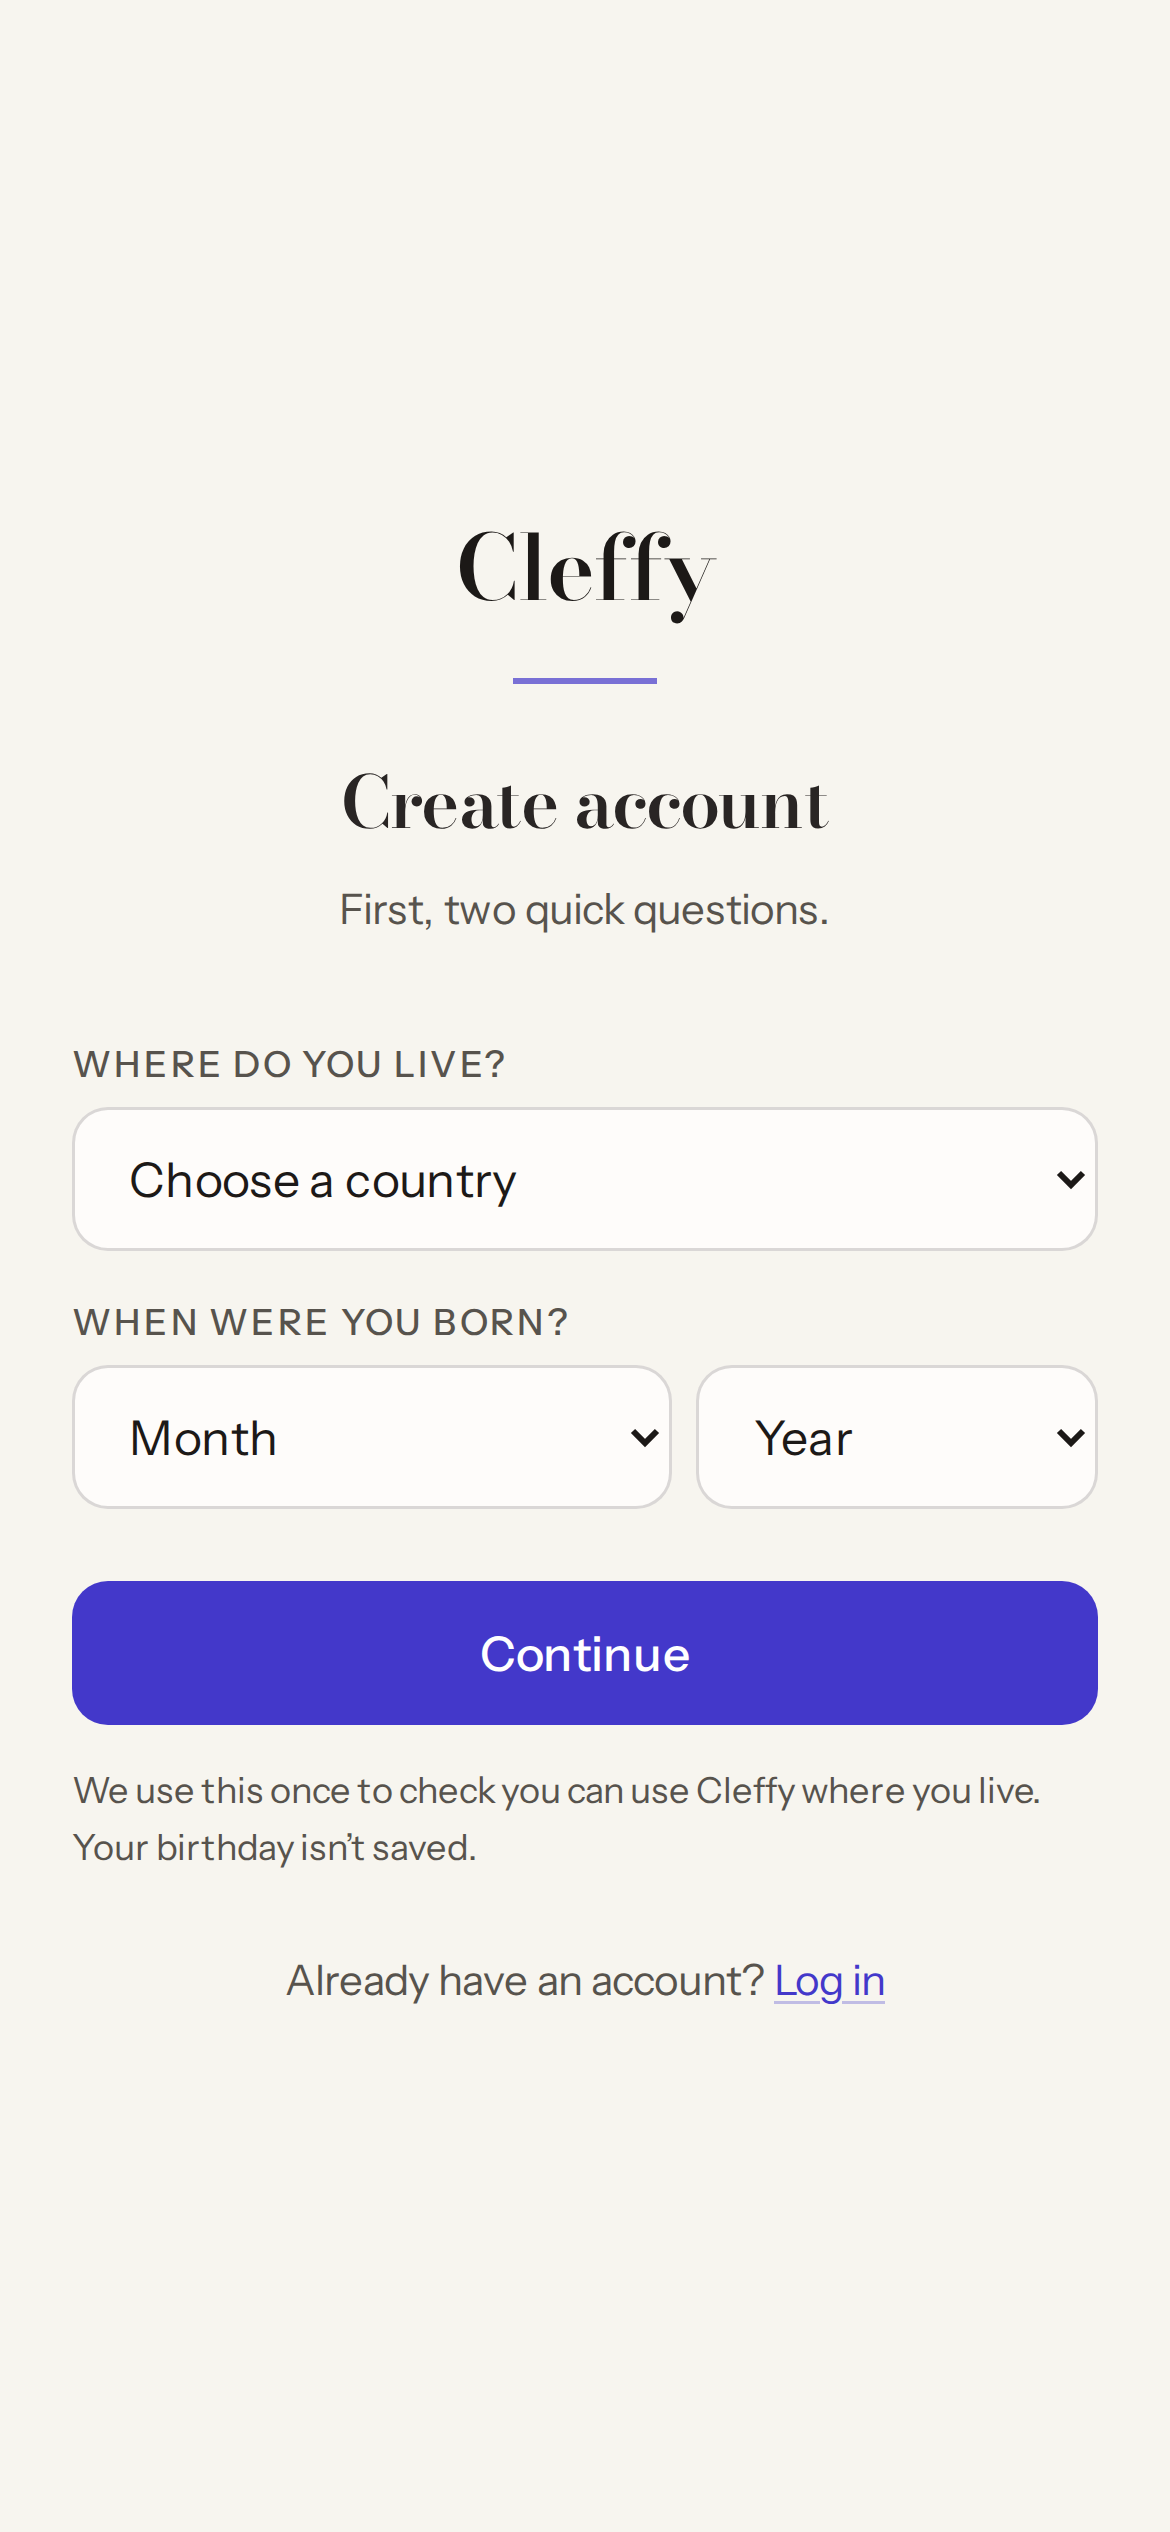 Cleffy
Create account
First, two quick questions.
WHERE DO YOU LIVE?
Choose a country
WHEN WERE YOU BORN?
Month
Year
Continue
We use this once to check you can use Cleffy where you live.
Your birthday isn’t saved.
Already have an account? Log in